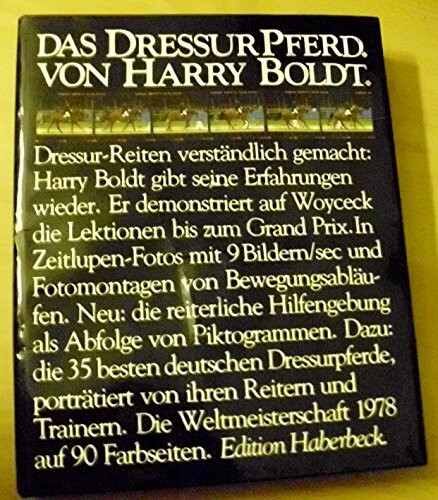 DAS DRESSUR PFERD.
VON HARRY BOLDT.
Dressur-Reiten verständlich gemacht:
Harry Boldt gibt seine Erfahrungen
wieder. Er demonstriert auf Woyceck
die Lektionen bis zum Grand Prix. In
Zeitlupen-Fotos mit 9 Bildern/sec und
Fotomontagen von Bewegungsabläu-
fen. Neu: die reiterliche Hilfengebung
als Abfolge von Piktogrammen. Dazu:
die 35 besten deutschen Dressurpferde,
porträtiert von ihren Reitern und
Trainern. Die Weltmeisterschaft 1978
auf 90 Farbseiten. Edition Haberbeck.